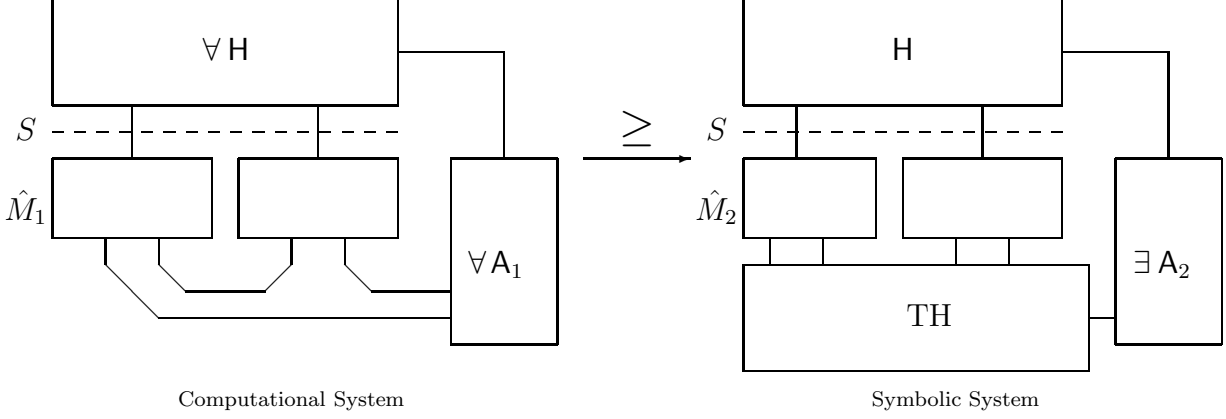 ∀ H
H
S
≥
S
M̂₁
∀ A₁
M̂₂
TH
∃ A₂
Computational System
Symbolic System